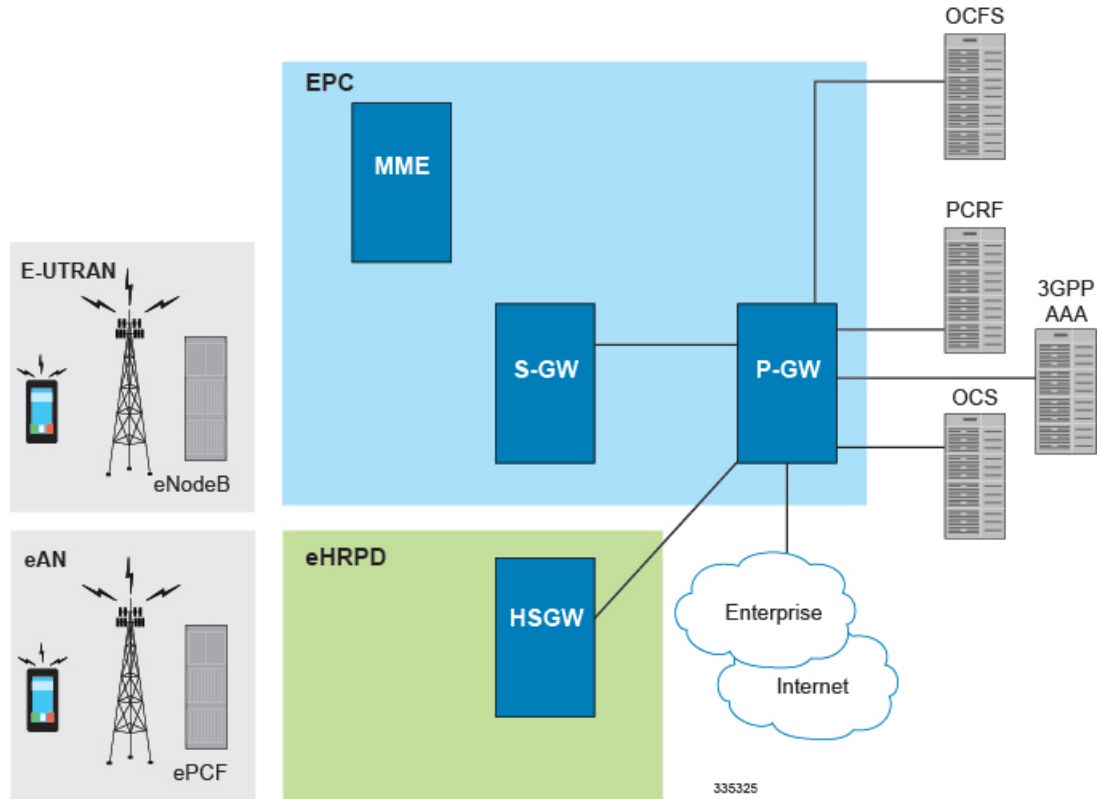 OCFS
EPC
MME
PCRF
E-UTRAN
3GPP
AAA
S-GW
P-GW
OCS
eNodeB
eAN
eHRPD
HSGW
Enterprise
Internet
ePCF
335325